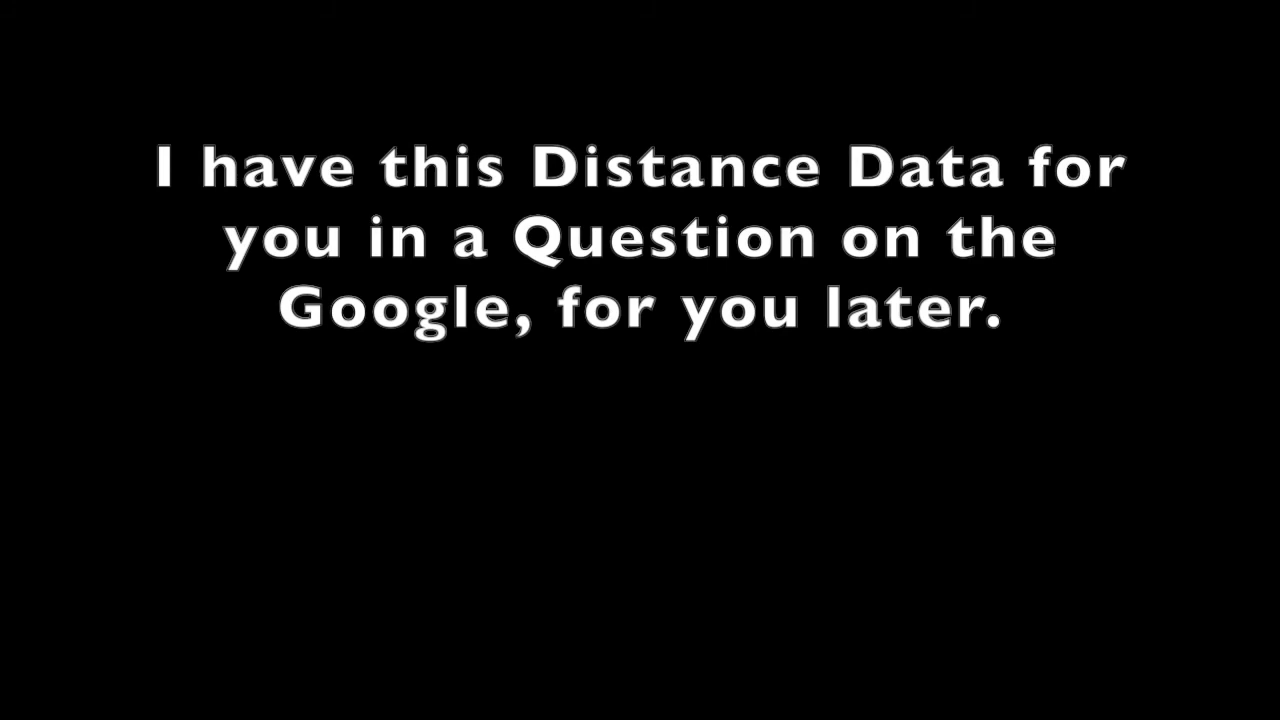 I have this Distance Data for
you in a Question on the
Google, for you later.